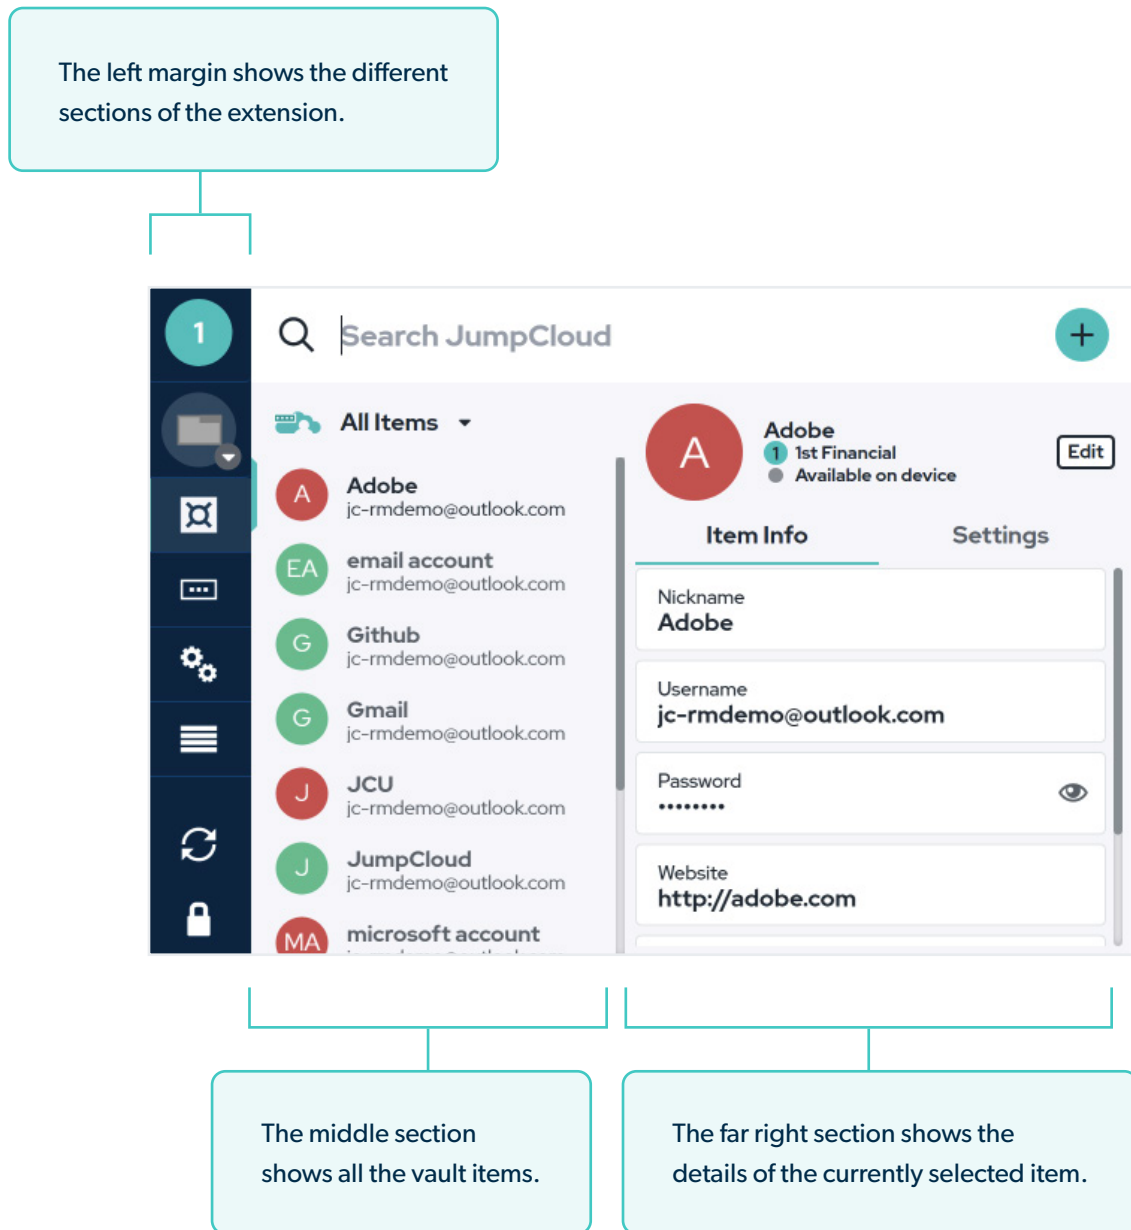 The left margin shows the different
sections of the extension.
1
Search JumpCloud
All Items
A
Adobe
jc-rmdemo@outlook.com
EA
email account
jc-rmdemo@outlook.com
G
Github
jc-rmdemo@outlook.com
G
Gmail
jc-rmdemo@outlook.com
J
JCU
jc-rmdemo@outlook.com
J
JumpCloud
jc-rmdemo@outlook.com
MA
microsoft account
A
Adobe
1 1st Financial
Available on device
Edit
Item Info
Settings
Nickname
Adobe
Username
jc-rmdemo@outlook.com
Password
••••••••
Website
http://adobe.com
The middle section
shows all the vault items.
The far right section shows the
details of the currently selected item.